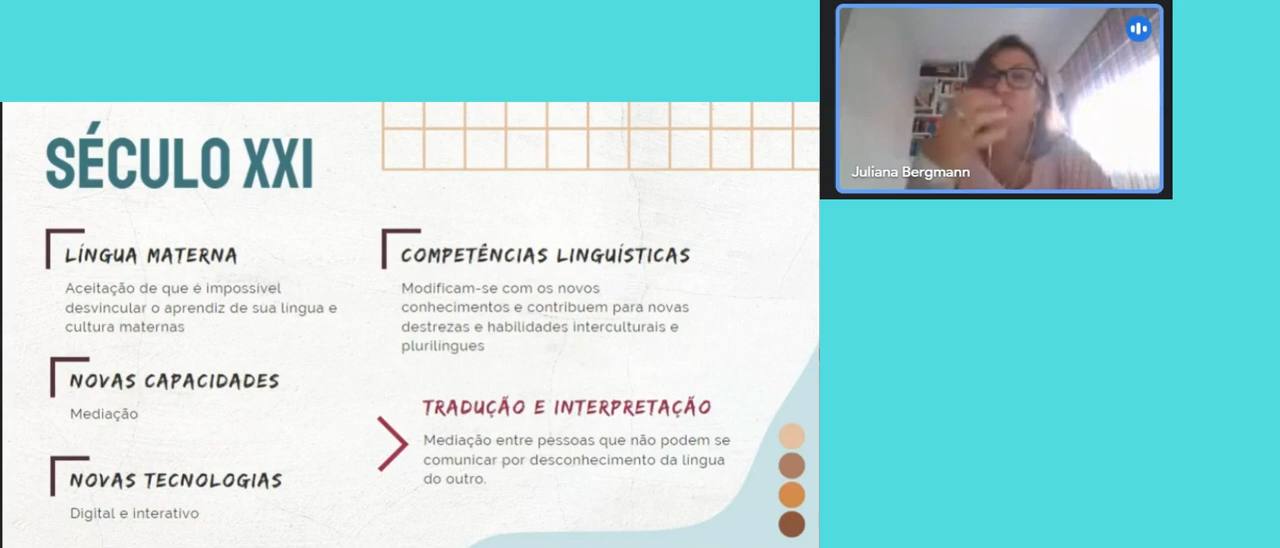 SÉCULO XXI
LÍNGUA MATERNA
Aceitação de que é impossível
desvincular o aprendiz de sua língua e
cultura maternas
NOVAS CAPACIDADES
Mediação
NOVAS TECNOLOGIAS
Digital e interativo
COMPETÊNCIAS LINGUÍSTICAS
Modificam-se com os novos
conhecimentos e contribuem para novas
destrezas e habilidades interculturais e
plurilíngues
TRADUÇÃO E INTERPRETAÇÃO
Mediação entre pessoas que não podem se
comunicar por desconhecimento da língua
do outro.
Juliana Bergmann